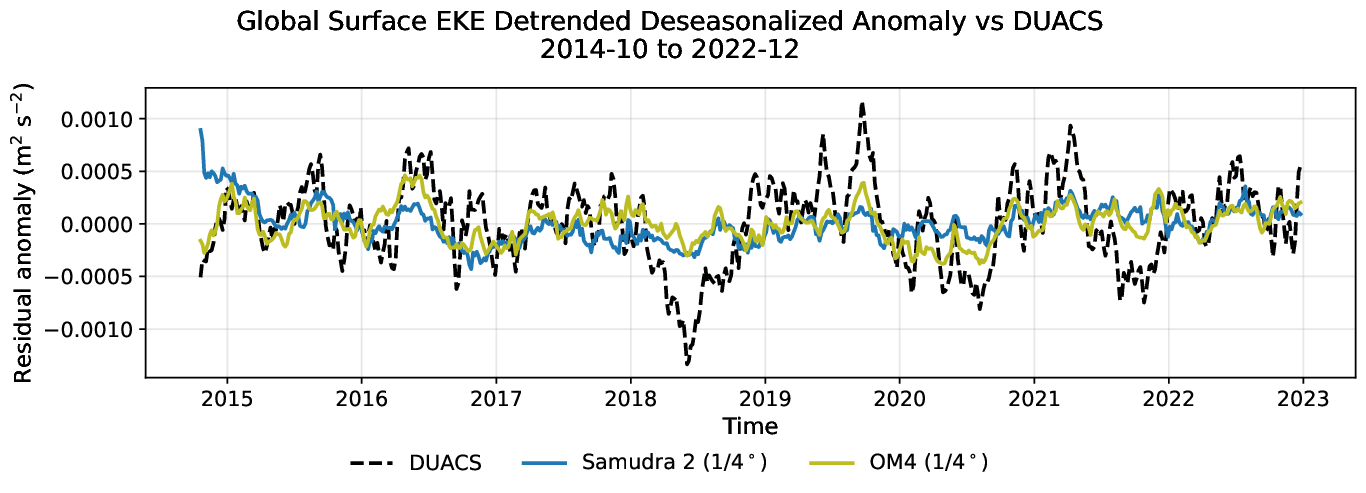 Global Surface EKE Detrended Deseasonalized Anomaly vs DUACS
2014-10 to 2022-12
Residual anomaly (m² s⁻²)
0.0010
0.0005
0.0000
−0.0005
−0.0010
2015 2016 2017 2018 2019 2020 2021 2022 2023
Time
DUACS Samudra 2 (1/4°) OM4 (1/4°)